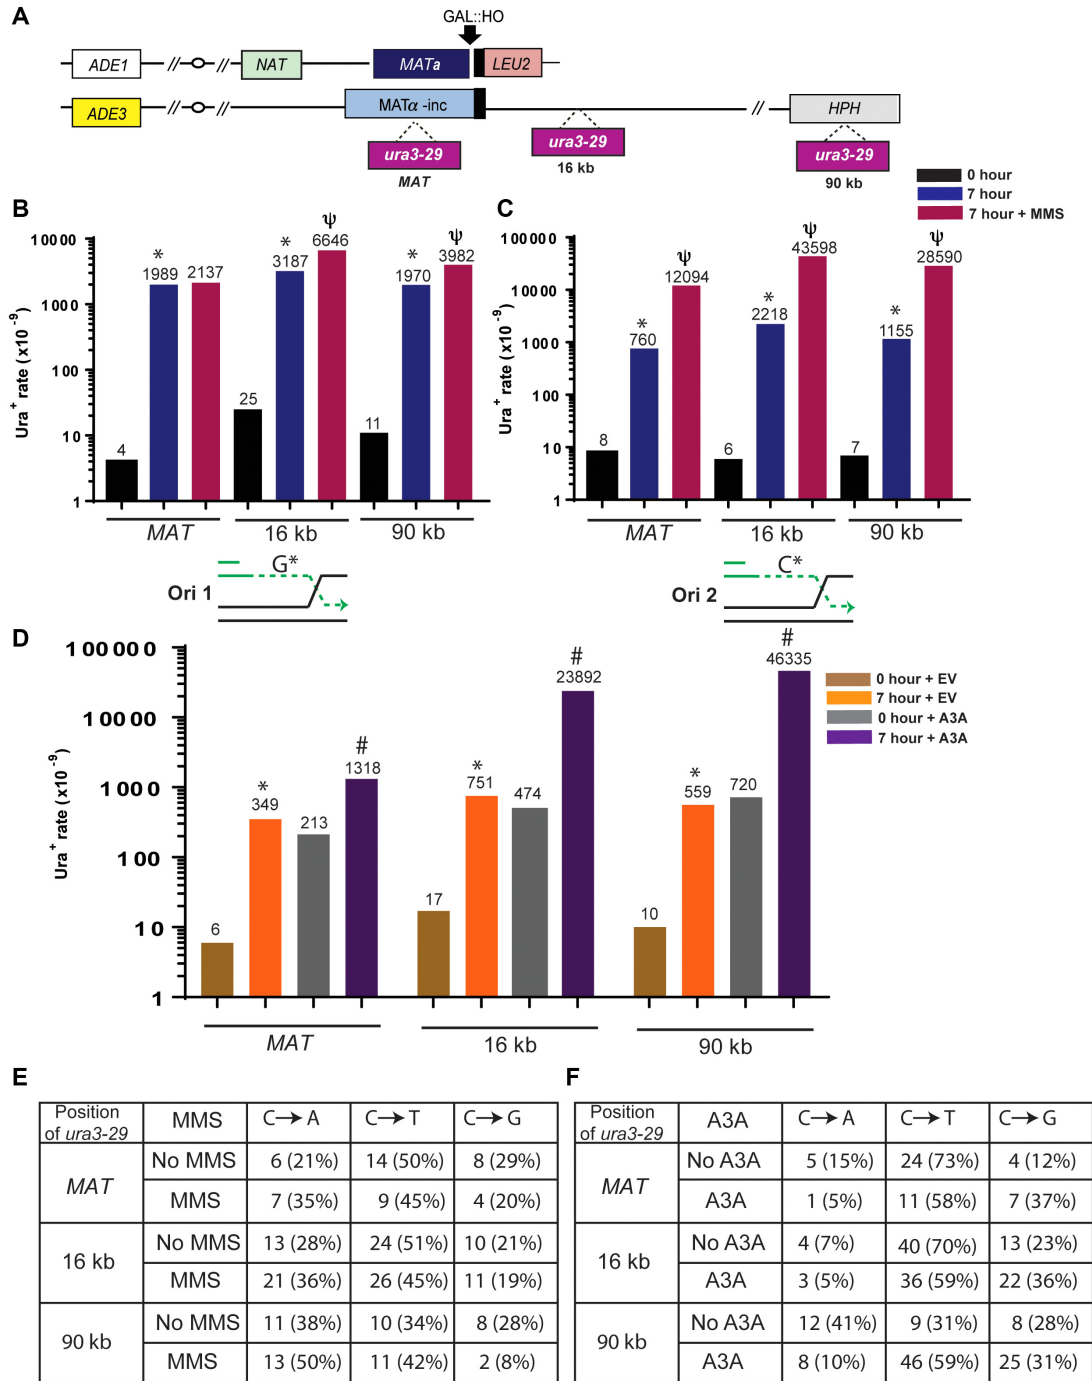 A
GAL::HO
ADE1 // // NAT MATa LEU2
ADE3 // // MATα -inc // HPH
ura3-29 ura3-29 ura3-29
MAT 16 kb 90 kb
0 hour
7 hour
7 hour + MMS
B
Ura+ rate (x10 -9)
10000
1000
100
10
1
4 * 1989 2137
25 * 3187 ψ 6646
11 * 1970 ψ 3982
MAT 16 kb 90 kb
Ori 1 G*
C
Ura+ rate (x10 -9)
100000
10000
1000
100
10
1
8 * 760 ψ 12094
6 * 2218 ψ 43598
7 * 1155 ψ 28590
MAT 16 kb 90 kb
Ori 2 C*
D
Ura+ rate (x10 -9)
100000
10000
1000
100
10
1
6 * 349 213 # 1318
17 * 751 474 # 23892
10 * 559 720 # 46335
MAT 16 kb 90 kb
0 hour + EV
7 hour + EV
0 hour + A3A
7 hour + A3A
E
Position of ura3-29 MMS C→A C→T C→G
MAT
No MMS 6 (21%) 14 (50%) 8 (29%)
MMS 7 (35%) 9 (45%) 4 (20%)
16 kb
No MMS 13 (28%) 24 (51%) 10 (21%)
MMS 21 (36%) 26 (45%) 11 (19%)
90 kb
No MMS 11 (38%) 10 (34%) 8 (28%)
MMS 13 (50%) 11 (42%) 2 (8%)
F
Position of ura3-29 A3A C→A C→T C→G
MAT
No A3A 5 (15%) 24 (73%) 4 (12%)
A3A 1 (5%) 11 (58%) 7 (37%)
16 kb
No A3A 4 (7%) 40 (70%) 13 (23%)
A3A 3 (5%) 36 (59%) 22 (36%)
90 kb
No A3A 12 (41%) 9 (31%) 8 (28%)
A3A 8 (10%) 46 (59%) 25 (31%)